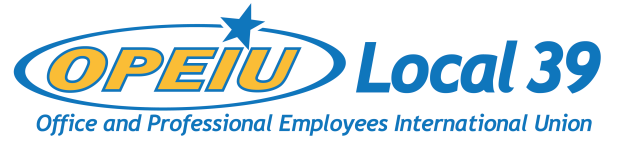 OPEIU Local 39
Office and Professional Employees International Union